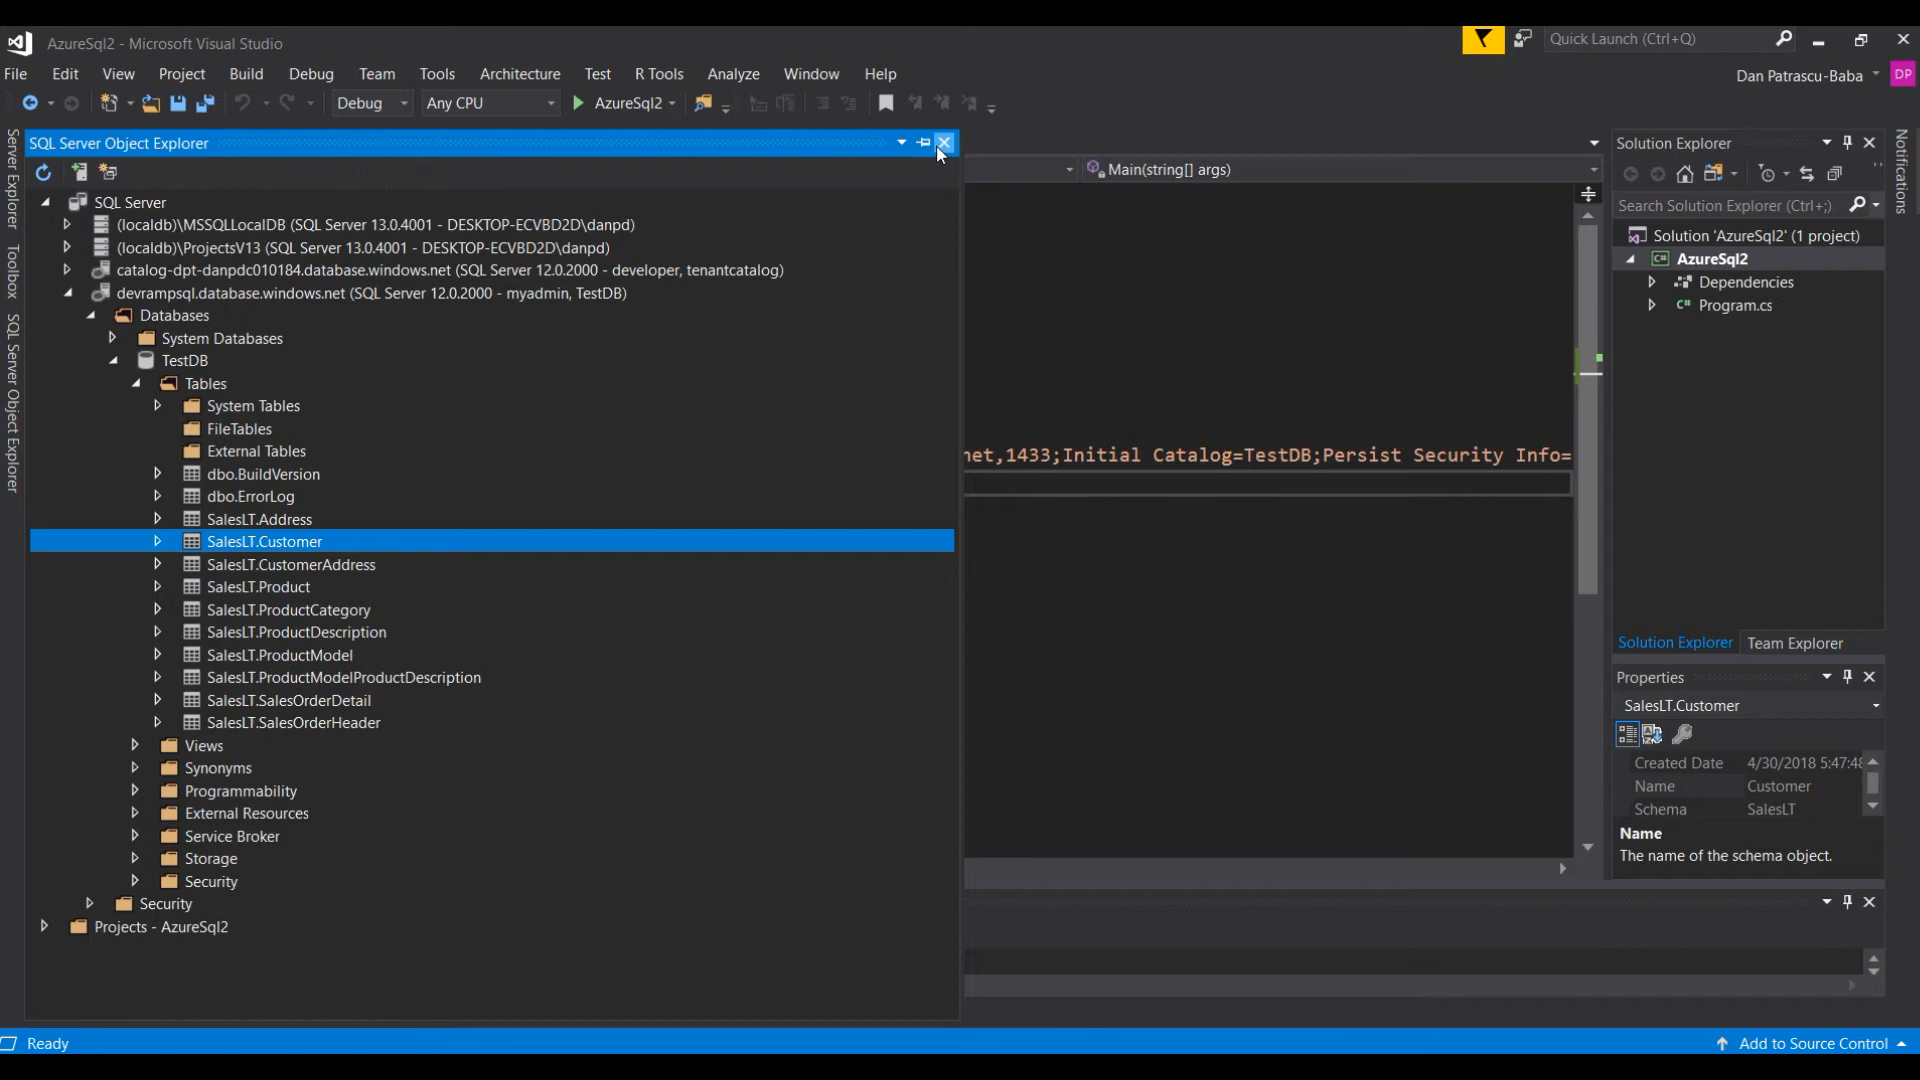 AzureSql2 - Microsoft Visual Studio
Quick Launch (Ctrl+Q)
File Edit View Project Build Debug Team Tools Architecture Test R Tools Analyze Window Help
Dan Patrascu-Baba DP
Debug Any CPU AzureSql2
Server Explorer
Toolbox
SQL Server Object Explorer
SQL Server Object Explorer
SQL Server
(localdb)\MSSQLLocalDB (SQL Server 13.0.4001 - DESKTOP-ECVBD2D\danpd)
(localdb)\ProjectsV13 (SQL Server 13.0.4001 - DESKTOP-ECVBD2D\danpd)
catalog-dpt-danpdc010184.database.windows.net (SQL Server 12.0.2000 - developer, tenantcatalog)
devrampsql.database.windows.net (SQL Server 12.0.2000 - myadmin, TestDB)
Databases
System Databases
TestDB
Tables
System Tables
FileTables
External Tables
dbo.BuildVersion
dbo.ErrorLog
SalesLT.Address
SalesLT.Customer
SalesLT.CustomerAddress
SalesLT.Product
SalesLT.ProductCategory
SalesLT.ProductDescription
SalesLT.ProductModel
SalesLT.ProductModelProductDescription
SalesLT.SalesOrderDetail
SalesLT.SalesOrderHeader
Views
Synonyms
Programmability
External Resources
Service Broker
Storage
Security
Security
Projects - AzureSql2
Main(string[] args)
net,1433;Initial Catalog=TestDB;Persist Security Info=
Solution Explorer
Search Solution Explorer (Ctrl+;)
Solution 'AzureSql2' (1 project)
C# AzureSql2
Dependencies
C# Program.cs
Solution Explorer Team Explorer
Properties
SalesLT.Customer
Created Date 4/30/2018 5:47:48
Name Customer
Schema SalesLT
Name
The name of the schema object.
Notifications
Ready
Add to Source Control